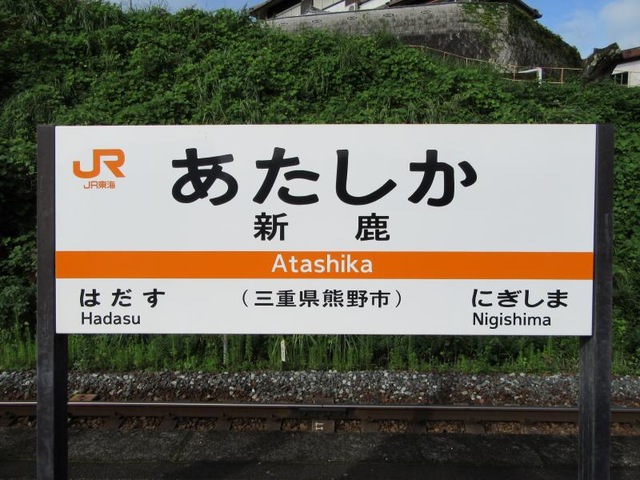 JR
JR東海
あたしか
新鹿
Atashika
はだす
Hadasu
（三重県熊野市）
にぎしま
Nigishima